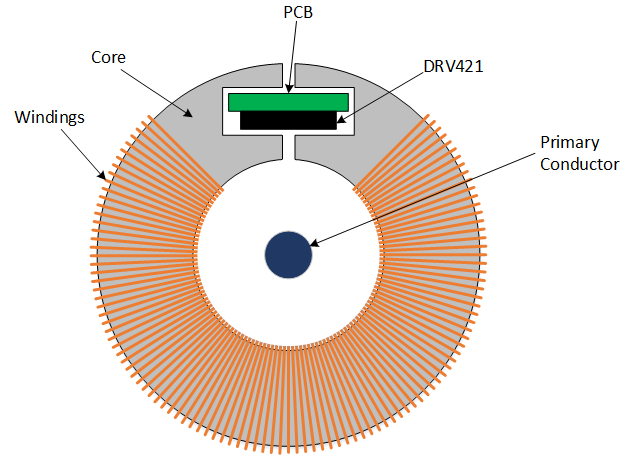 PCB
Core
DRV421
Windings
Primary
Conductor